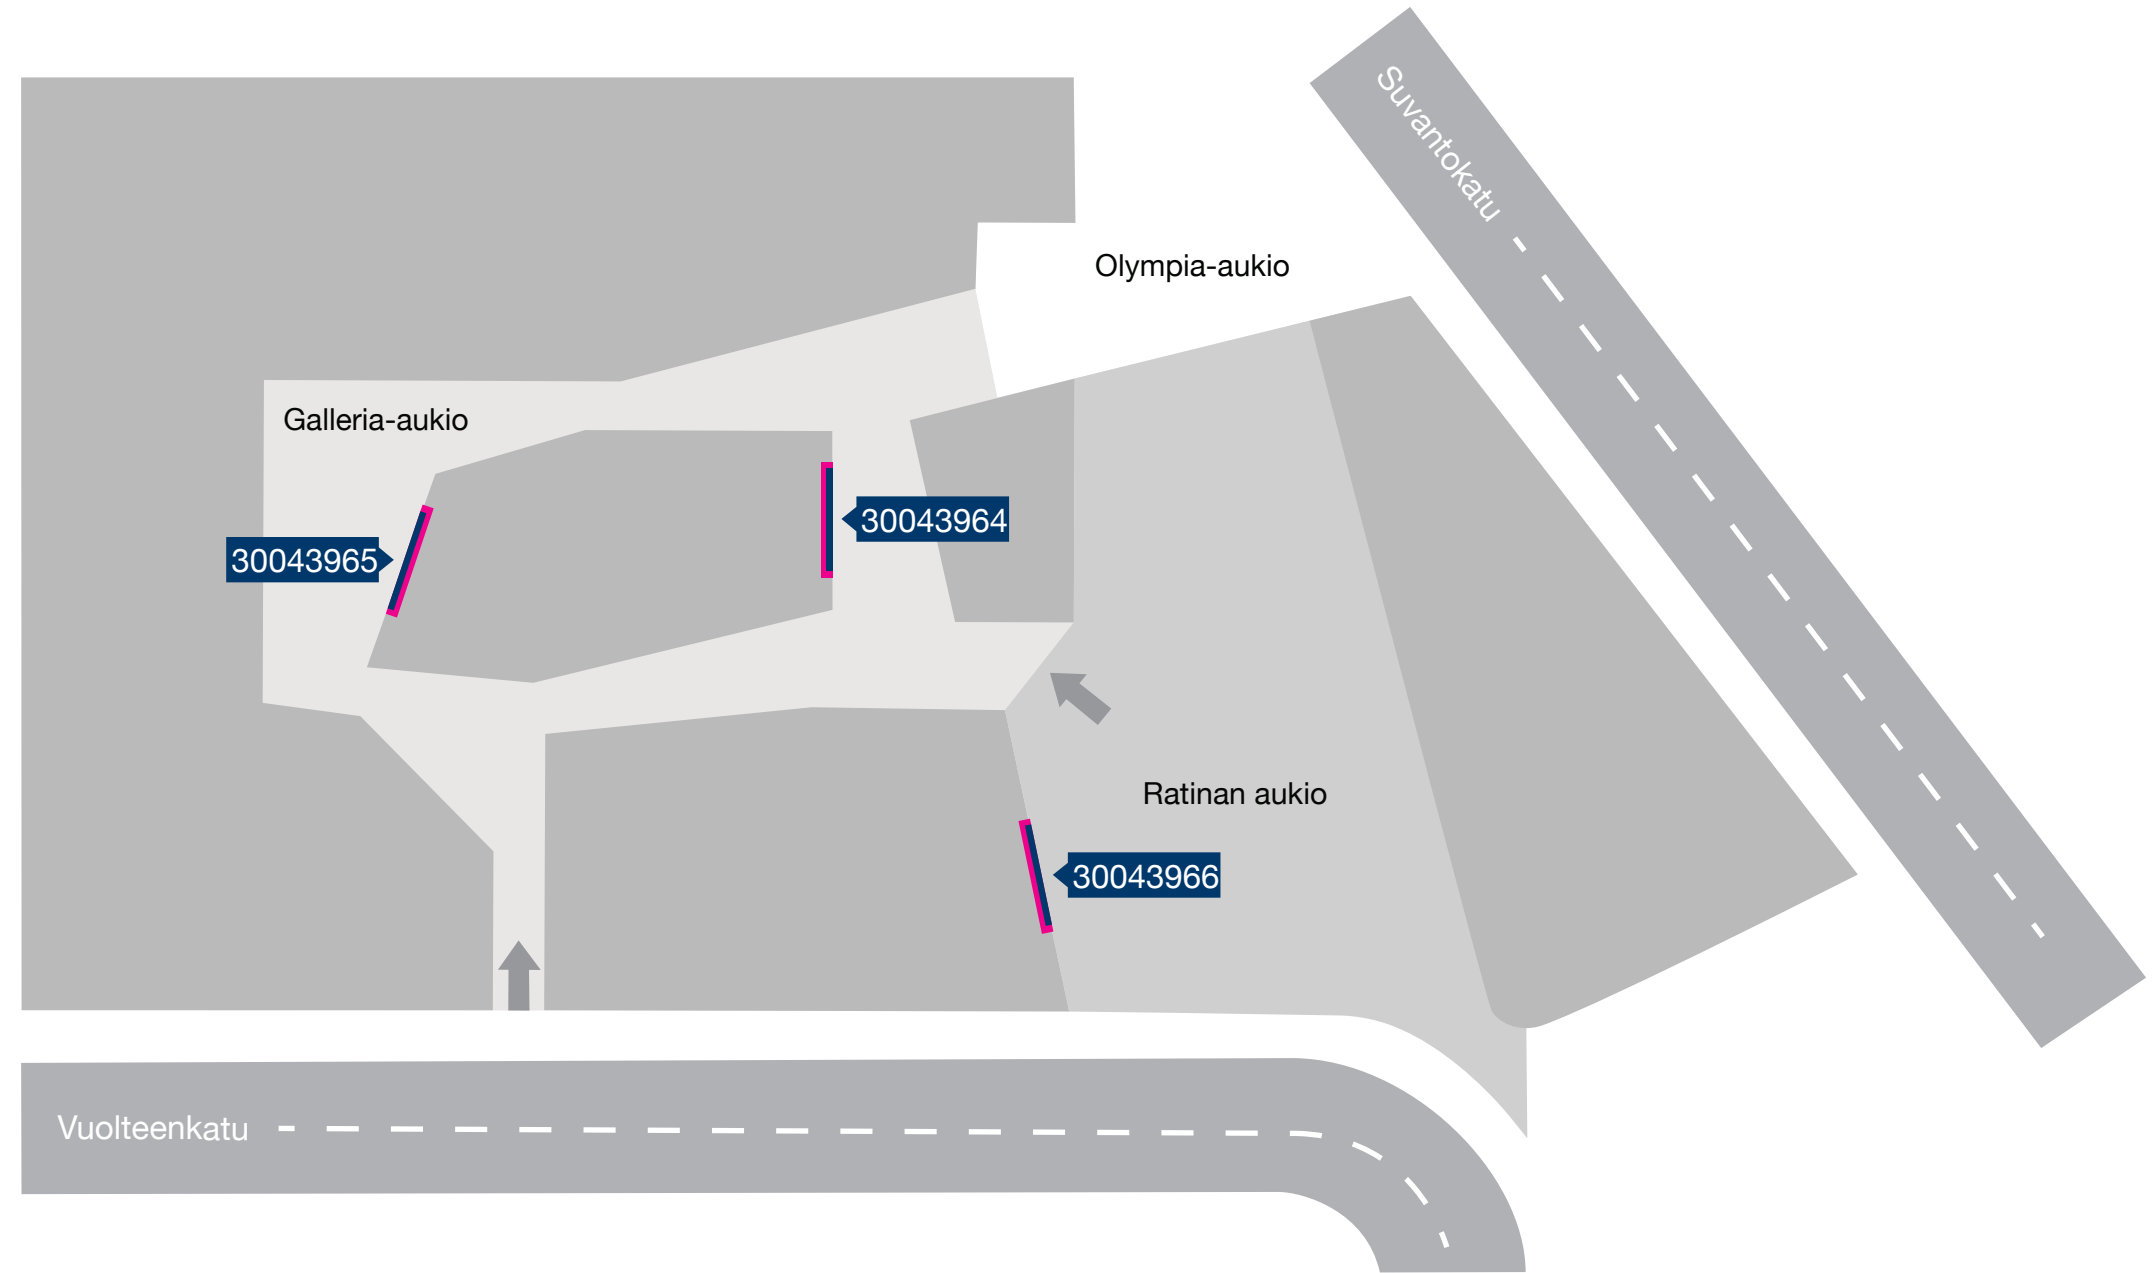 Suvantokatu
Olympia-aukio
Galleria-aukio
30043964
30043965
Ratinan aukio
30043966
Vuolteenkatu